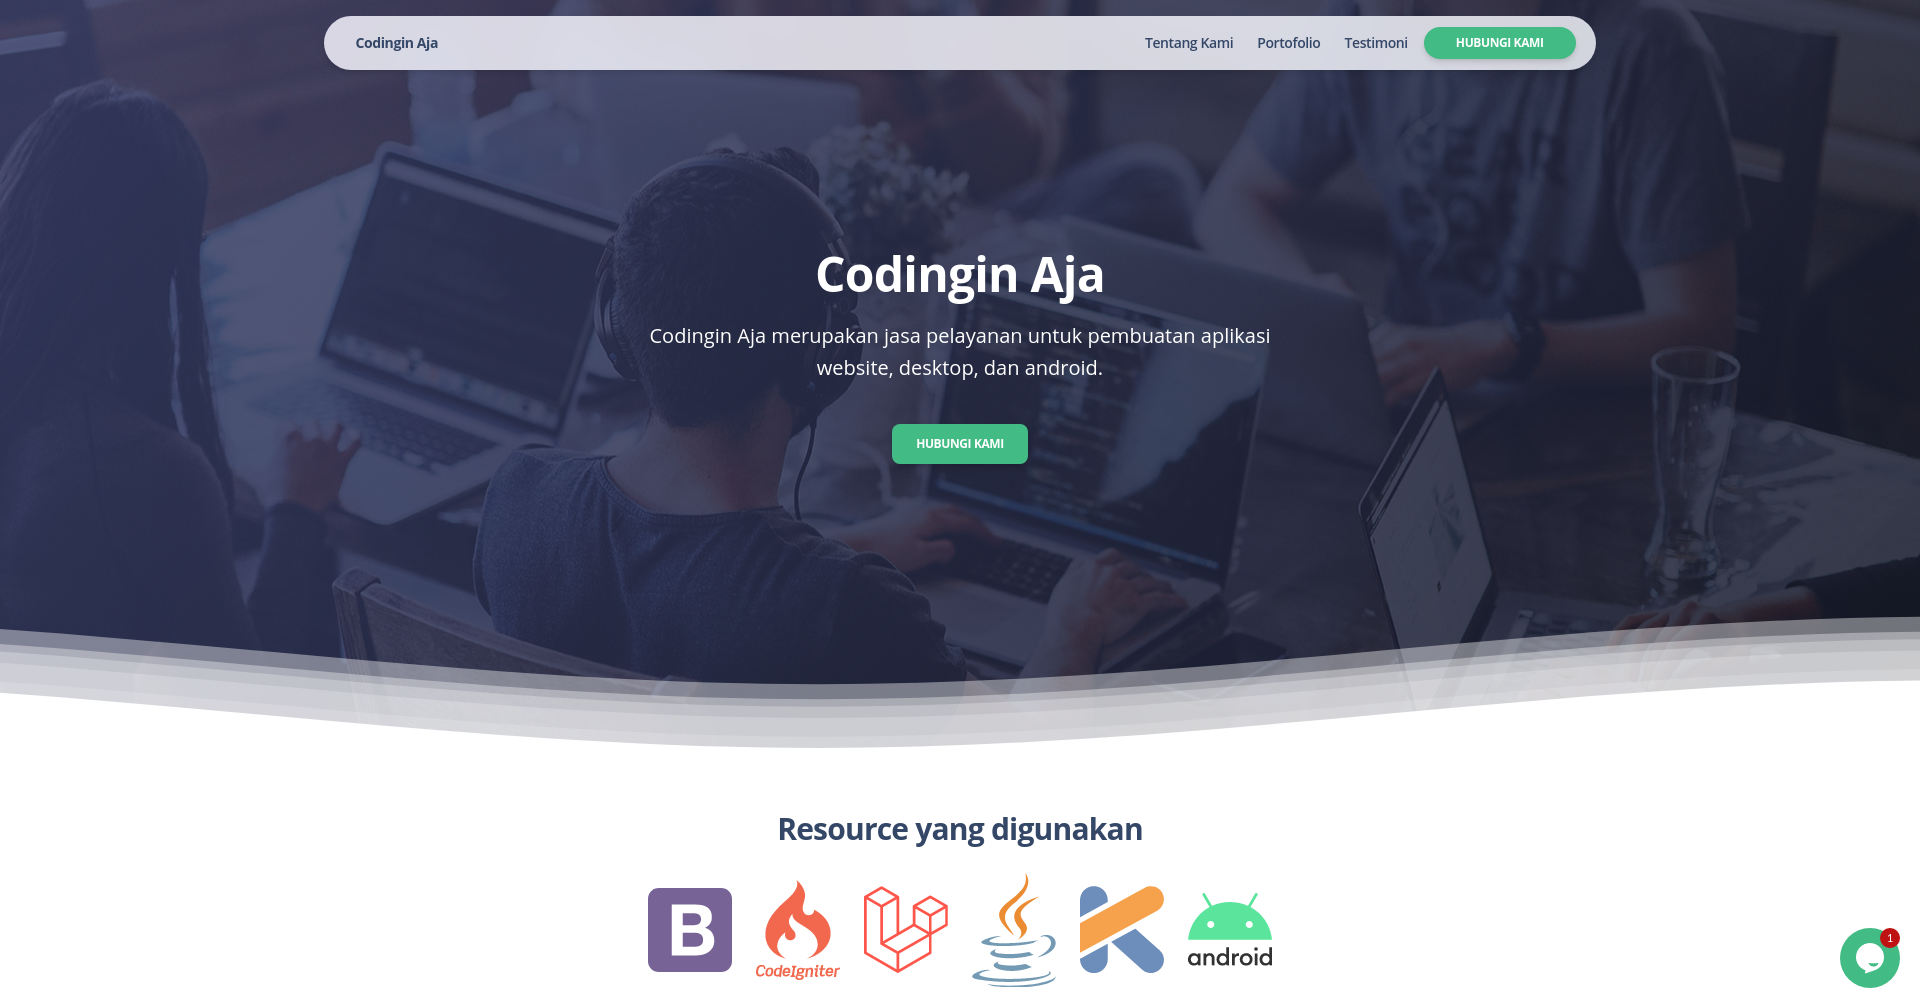 Codingin Aja
Tentang Kami
Portofolio
Testimoni
HUBUNGI KAMI
Codingin Aja
Codingin Aja merupakan jasa pelayanan untuk pembuatan aplikasi
website, desktop, dan android.
HUBUNGI KAMI
Resource yang digunakan
B
CodeIgniter
android
1